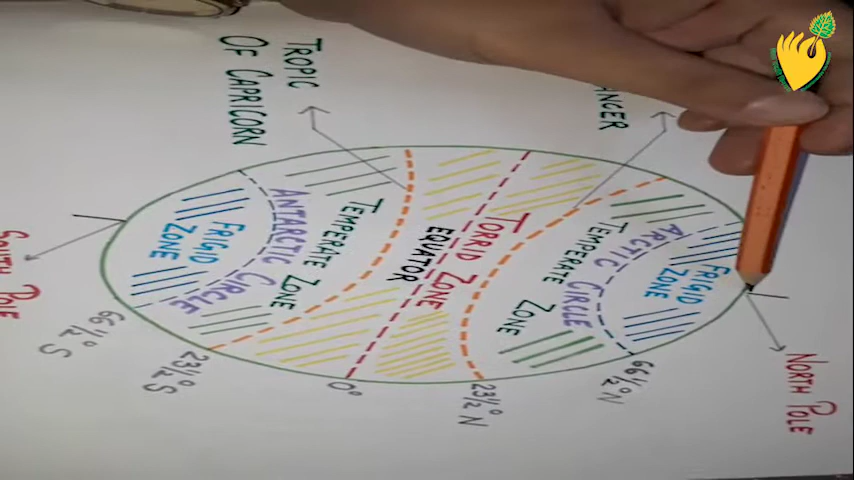 NORTH POLE
66½° N
FRIGID
ZONE
ARCTIC CIRCLE
TEMPERATE ZONE
23½° N
TORRID ZONE
EQUATOR
0°
TROPIC
OF CAPRICORN
TEMPERATE ZONE
23½° S
ANTARCTIC CIRCLE
66½° S
FRIGID
ZONE
SOUTH POLE